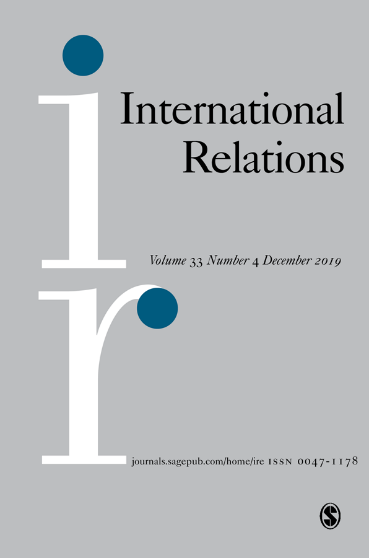 i
International
Relations
Volume 33 Number 4 December 2019
r
journals.sagepub.com/home/ire ISSN 0047-1178
S